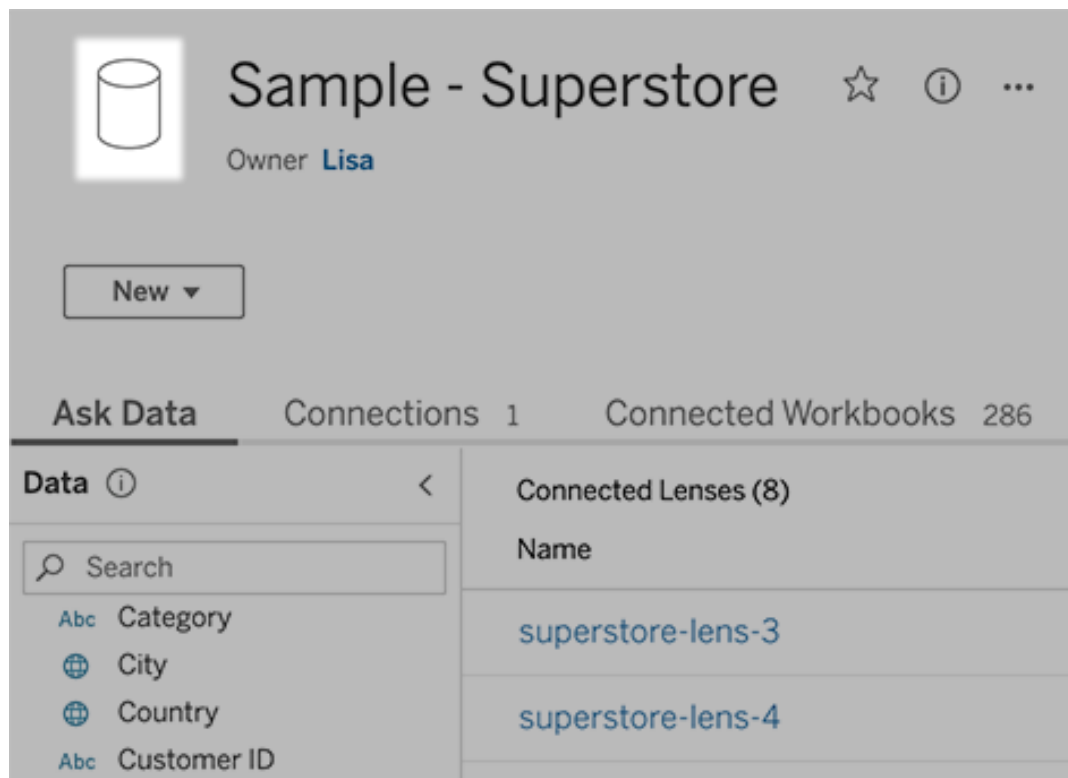 Sample - Superstore
Owner Lisa
New
Ask Data Connections 1 Connected Workbooks 286
Data
Connected Lenses (8)
Search
Name
Abc Category
superstore-lens-3
City
Country
superstore-lens-4
Abc Customer ID